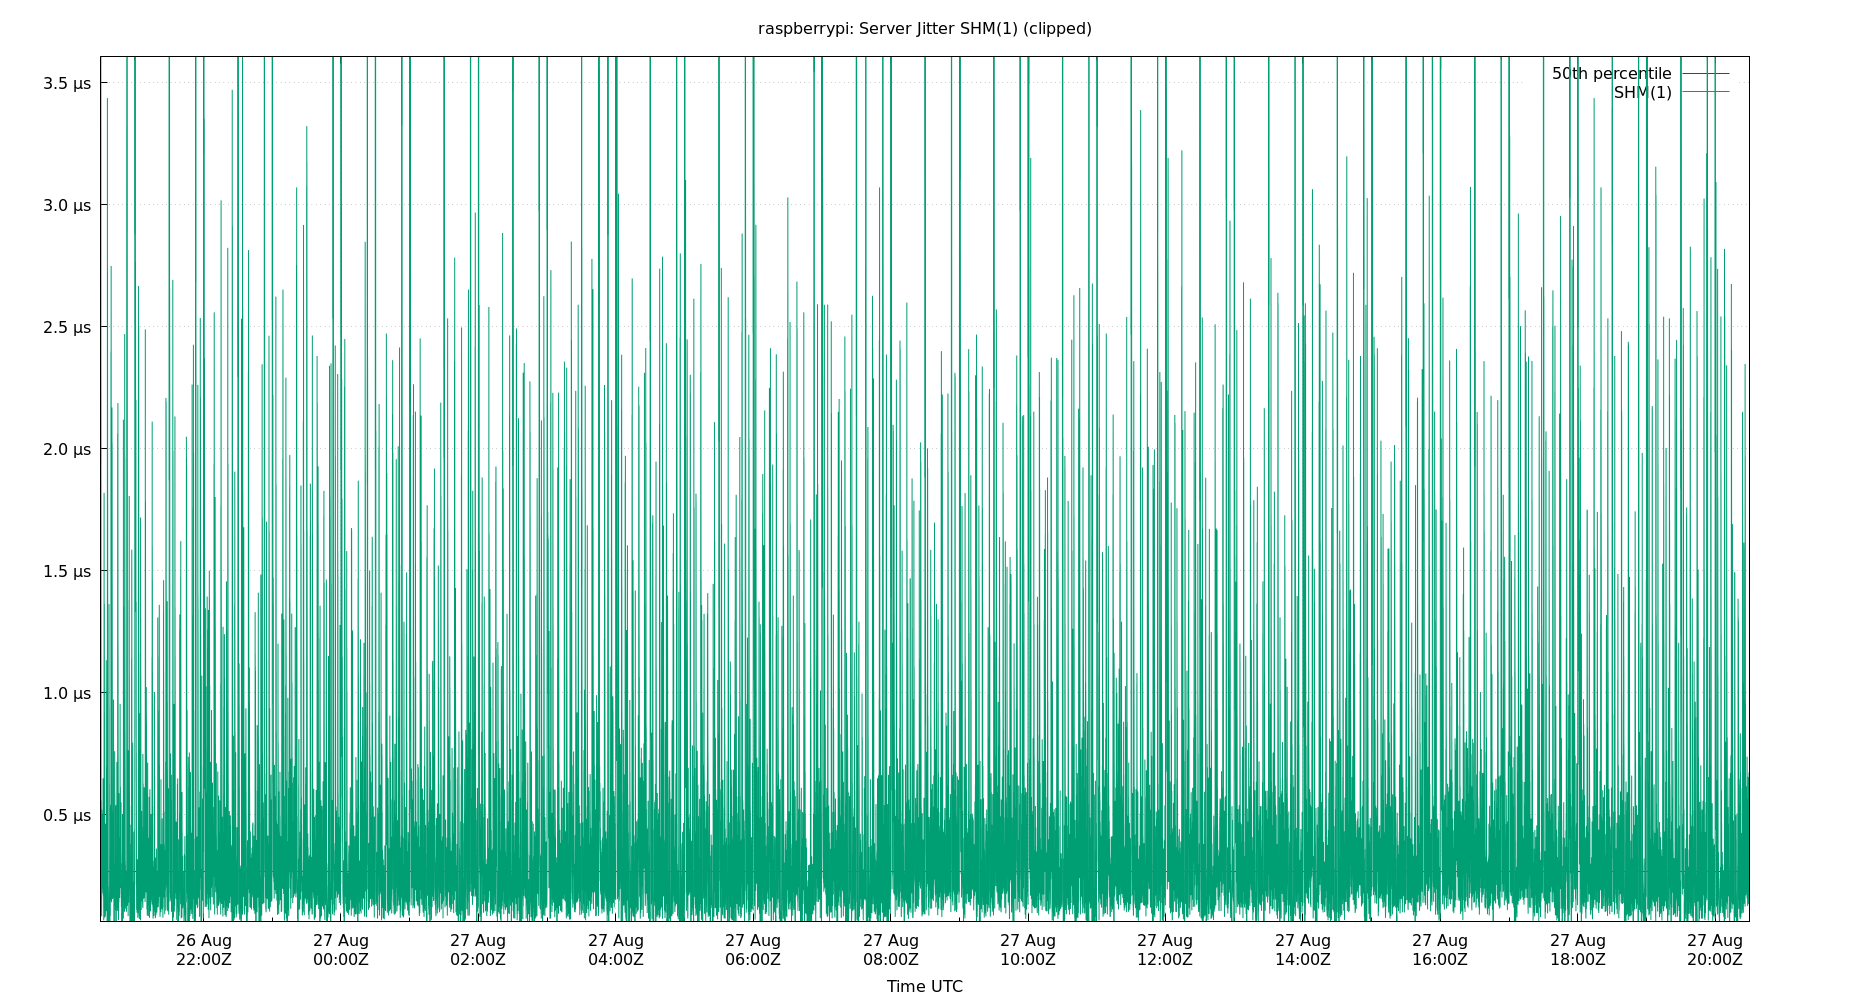 raspberrypi: Server Jitter SHM(1) (clipped)
50th percentile
SHM(1)
3.5 µs
3.0 µs
2.5 µs
2.0 µs
1.5 µs
1.0 µs
0.5 µs
26 Aug 27 Aug 27 Aug 27 Aug 27 Aug 27 Aug 27 Aug 27 Aug 27 Aug 27 Aug 27 Aug 27 Aug
22:00Z 00:00Z 02:00Z 04:00Z 06:00Z 08:00Z 10:00Z 12:00Z 14:00Z 16:00Z 18:00Z 20:00Z
Time UTC